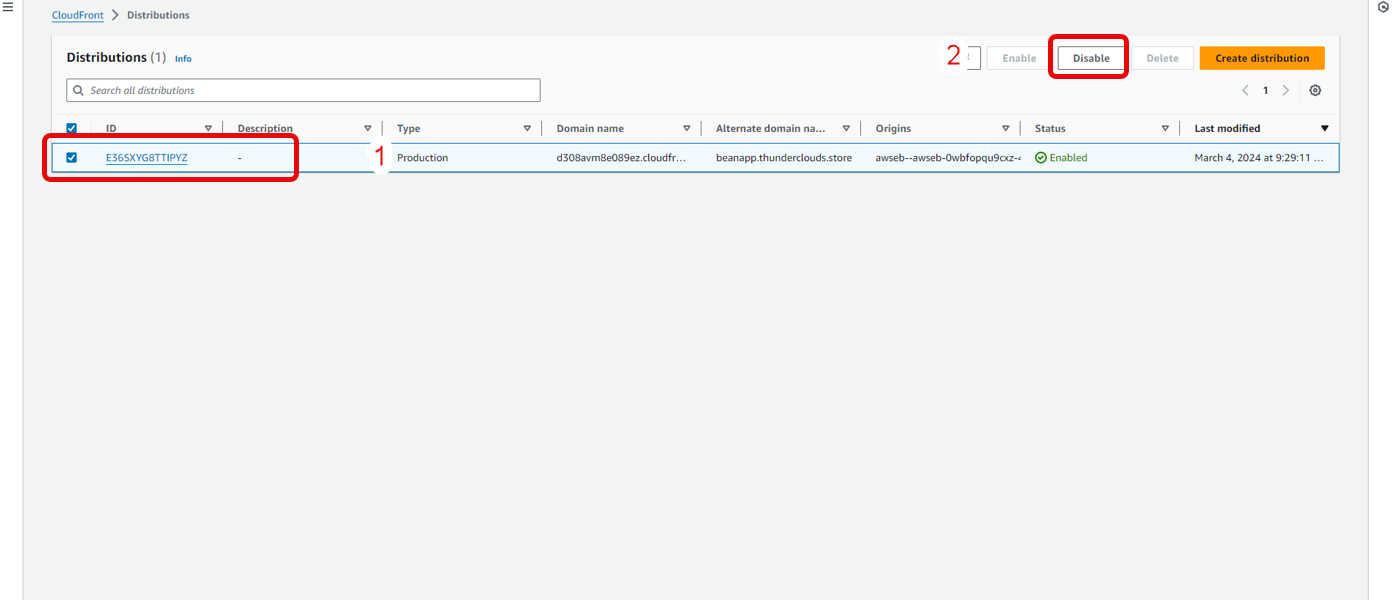 CloudFront > Distributions
Distributions (1) Info
2 Enable Disable Delete Create distribution
Search all distributions
1
ID Description Type Domain name Alternate domain na... Origins Status Last modified
E36SXYG8TTIPYZ - 1 Production d308avm8e089ez.cloudfr... beanapp.thunderclouds.store awseb--awseb-0wbfopqu9cxz-4 Enabled March 4, 2024 at 9:29:11 ...